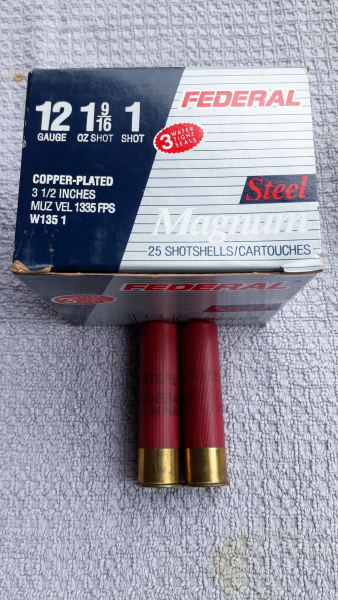 12 1 9/16 1
GAUGE OZ SHOT SHOT
FEDERAL
3 WATER TIGHT SEALS
COPPER-PLATED
3 1/2 INCHES
MUZ VEL 1335 FPS
W135 1
Steel
Magnum
25 SHOTSHELLS/CARTOUCHES
FEDERAL
STEEL